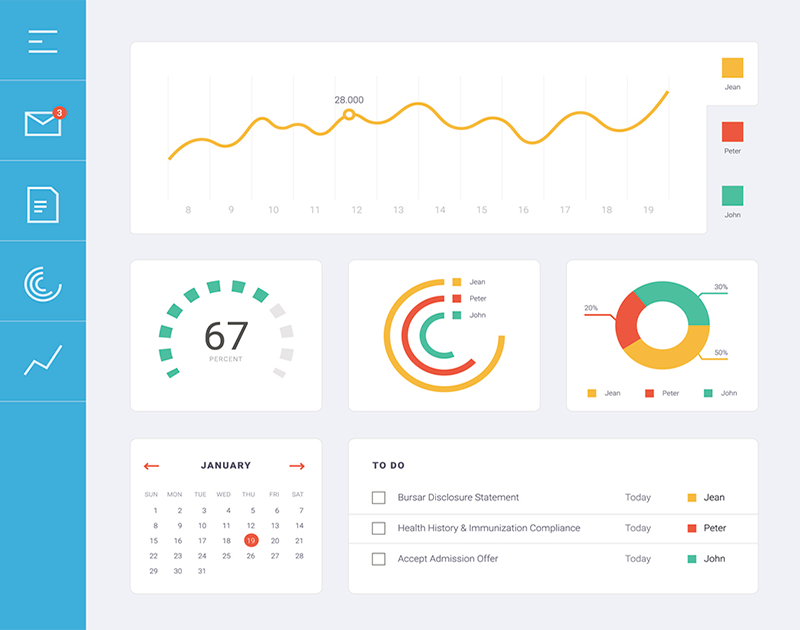 3
28.000
8 9 10 11 12 13 14 15 16 17 18 19
Jean
Peter
John
67
PERCENT
Jean
Peter
John
30%
20%
50%
Jean Peter John
JANUARY
SUN MON TUE WED THU FRI SAT
1 2 3 4 5 6 7
8 9 10 11 12 13 14
15 16 17 18 19 20 21
22 23 24 25 26 27 28
29 30 31
TO DO
Bursar Disclosure Statement Today Jean
Health History & Immunization Compliance Today Peter
Accept Admission Offer Today John